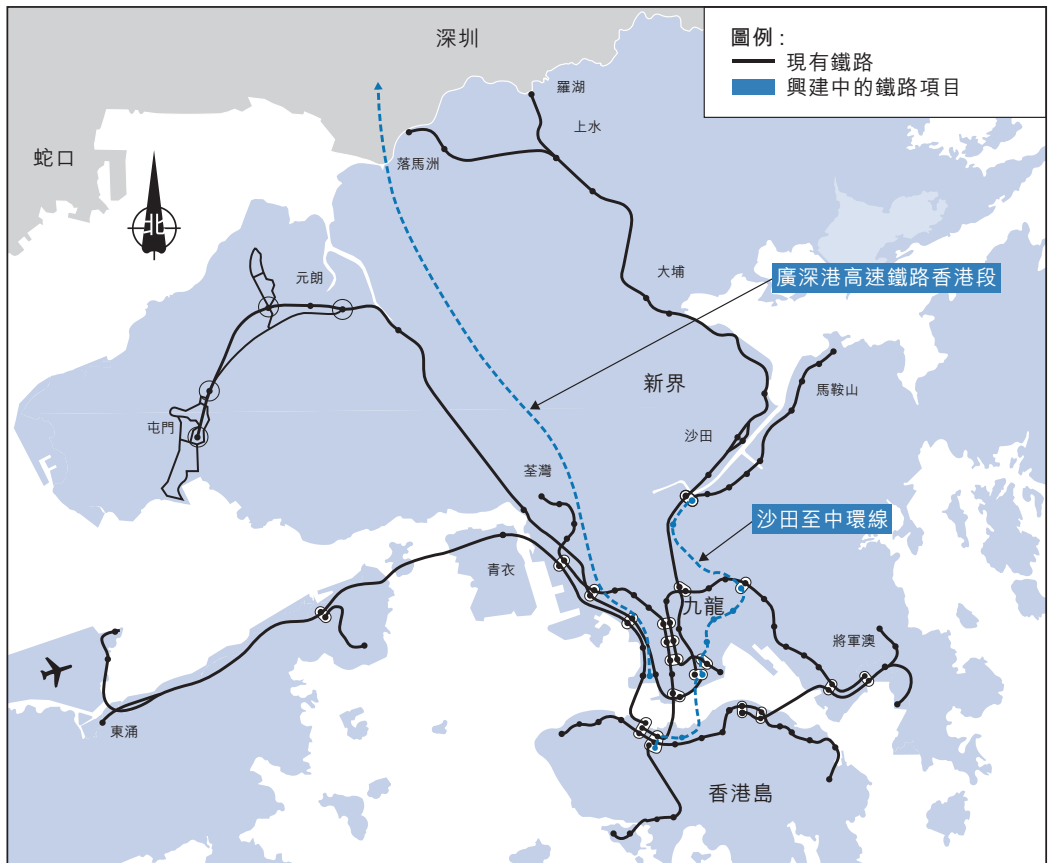 深圳
圖例：
現有鐵路
興建中的鐵路項目
羅湖
上水
蛇口
落馬洲
北
元朗
大埔
廣深港高速鐵路香港段
新界
馬鞍山
屯門
沙田
荃灣
沙田至中環線
青衣
九龍
將軍澳
東涌
香港島